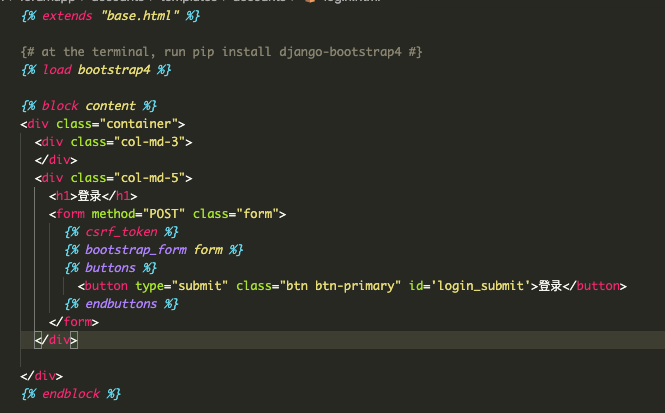 {% extends "base.html" %}
{# at the terminal, run pip install django-bootstrap4 #}
{% load bootstrap4 %}
{% block content %}
<div class="container">
<div class="col-md-3">
</div>
<div class="col-md-5">
<h1>登录</h1>
<form method="POST" class="form">
{% csrf_token %}
{% bootstrap_form form %}
{% buttons %}
<button type="submit" class="btn btn-primary" id='login_submit'>登录</button>
{% endbuttons %}
</form>
</div>
</div>
{% endblock %}